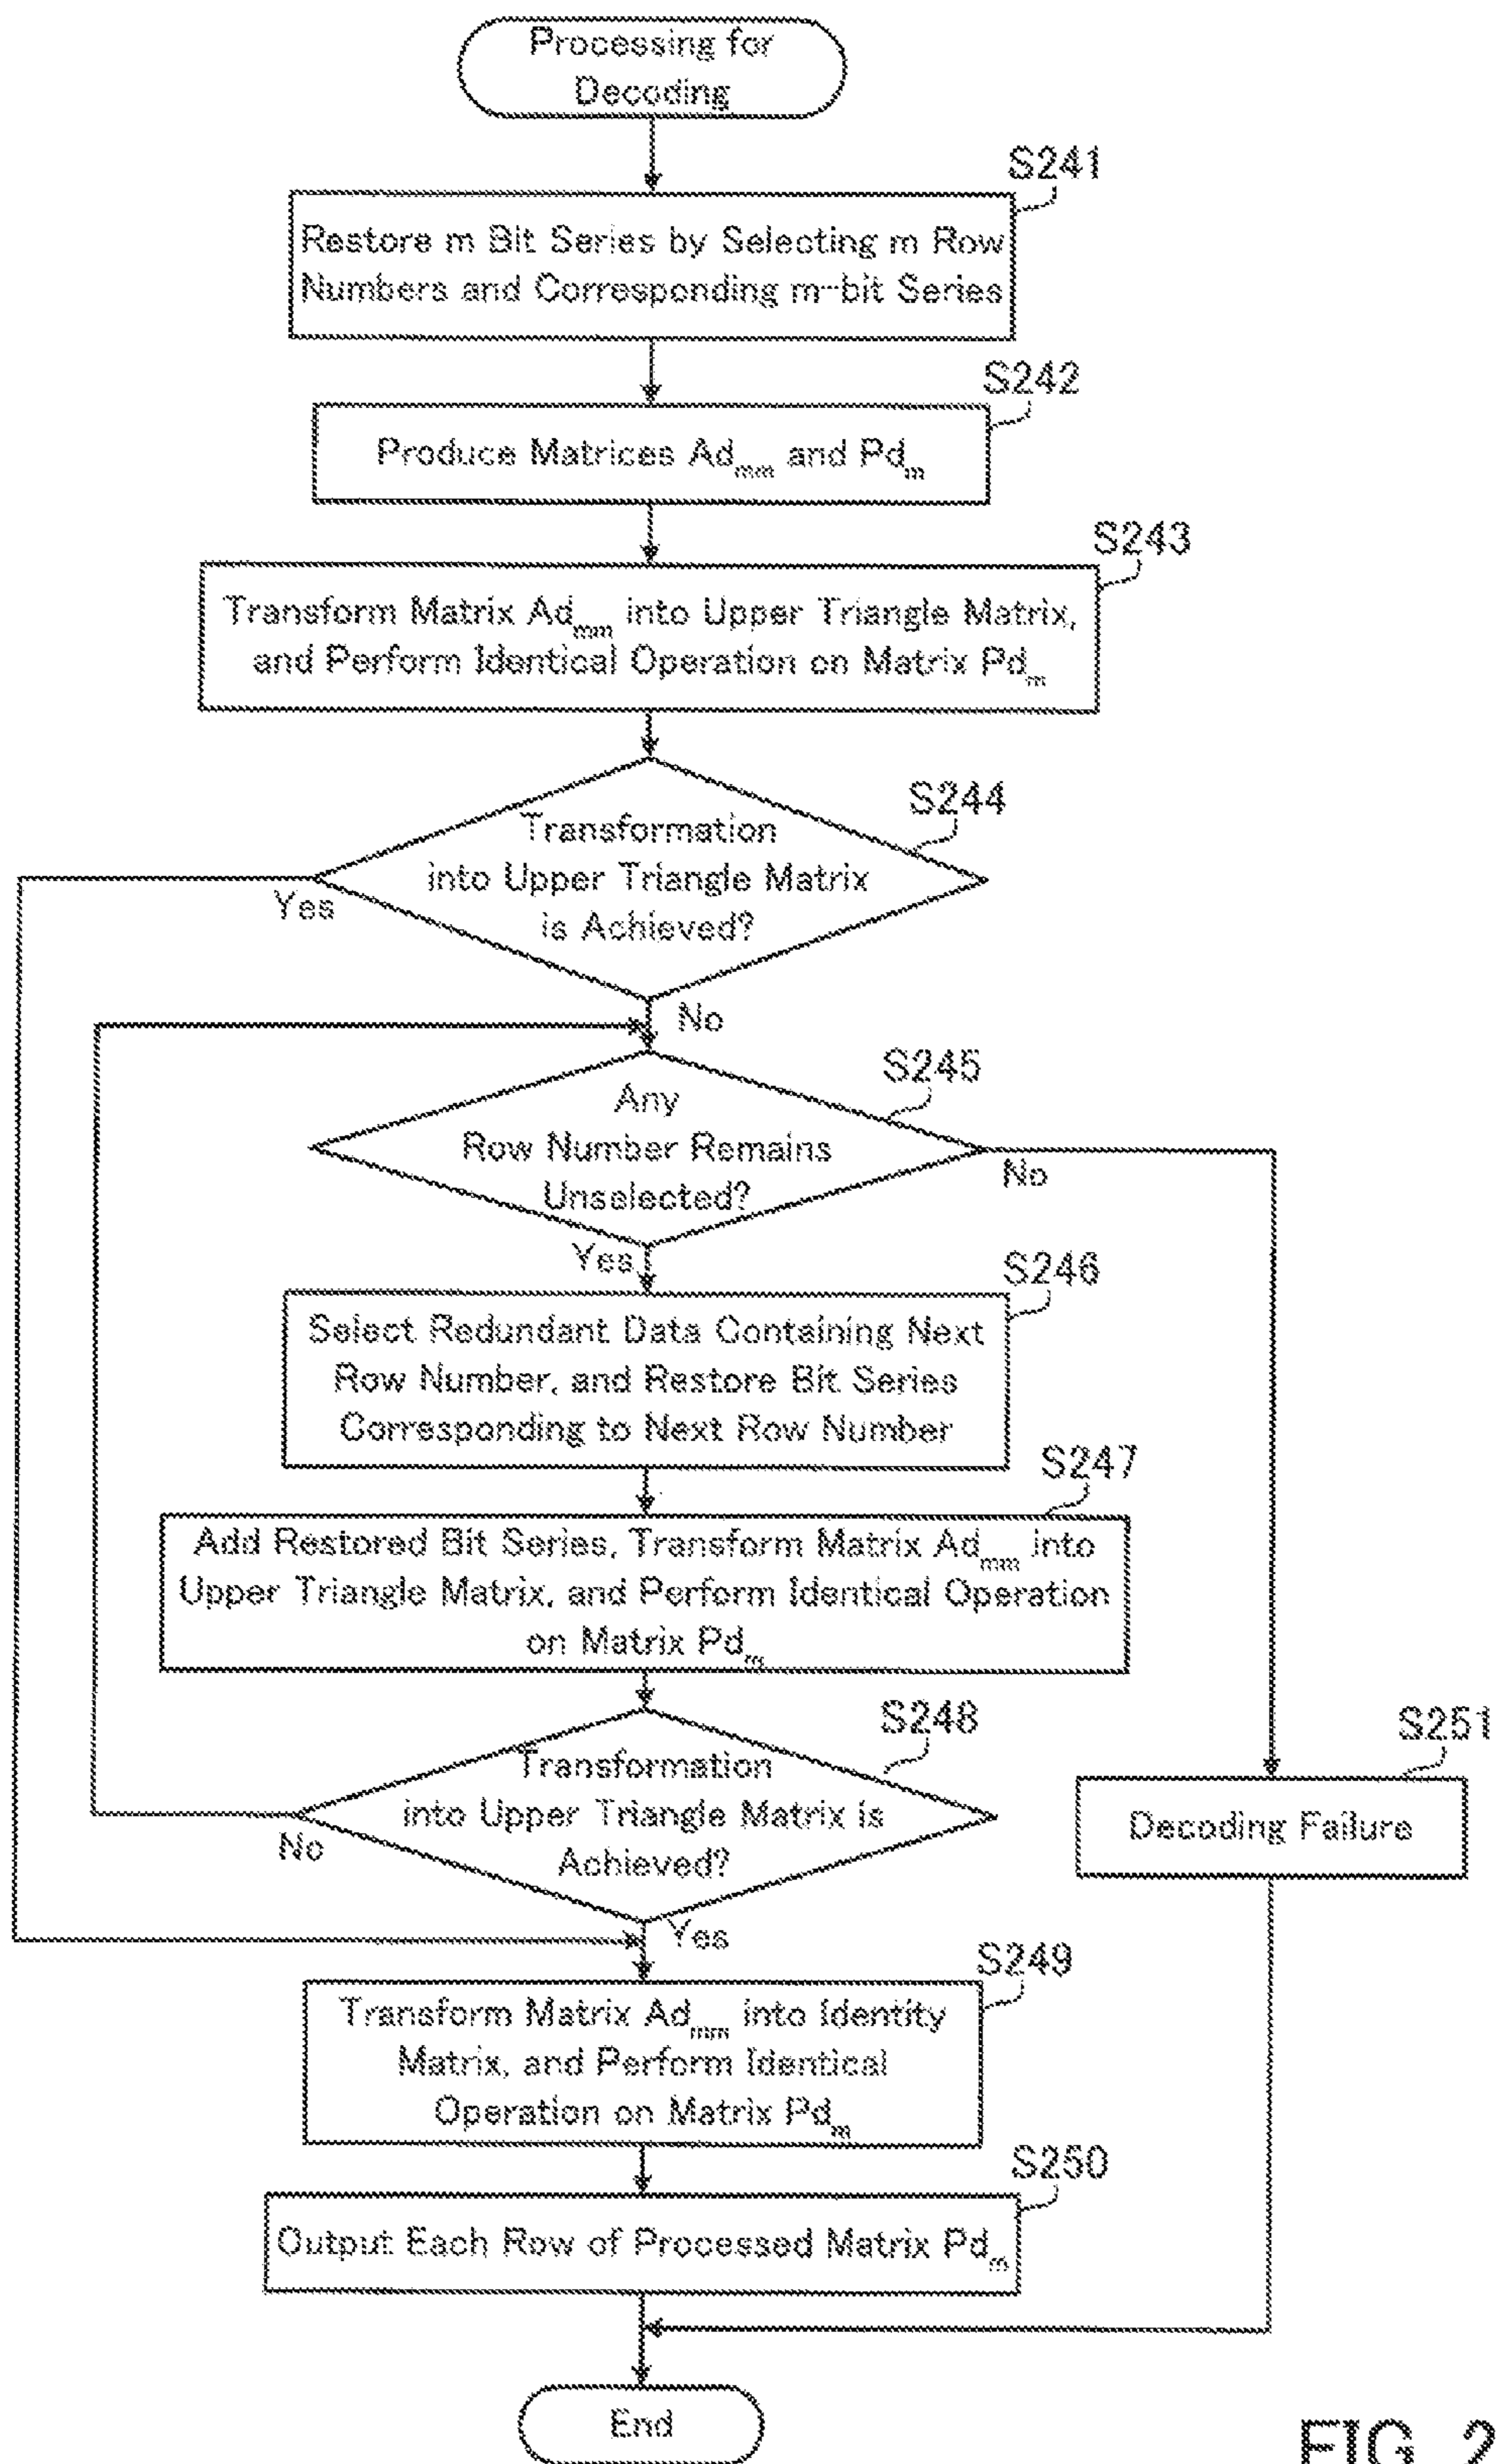 Processing for
Decoding
S241
Restore m Bit Series by Selecting m Row
Numbers and Corresponding m-bit Series
S242
Produce Matrices Ad_mm and Pd_m
S243
Transform Matrix Ad_mm into Upper Triangle Matrix,
and Perform Identical Operation on Matrix Pd_m
S244
Transformation
into Upper Triangle Matrix
is Achieved?
Yes
No
S245
Any
Row Number Remains
Unselected?
No
Yes
S246
Select Redundant Data Containing Next
Row Number, and Restore Bit Series
Corresponding to Next Row Number
S247
Add Restored Bit Series, Transform Matrix Ad_mm into
Upper Triangle Matrix, and Perform Identical Operation
on Matrix Pd_m
S248
Transformation
into Upper Triangle Matrix is
Achieved?
No
Yes
S251
Decoding Failure
S249
Transform Matrix Ad_mm into Identity
Matrix, and Perform Identical
Operation on Matrix Pd_m
S250
Output Each Row of Processed Matrix Pd_m
End
FIG. 2